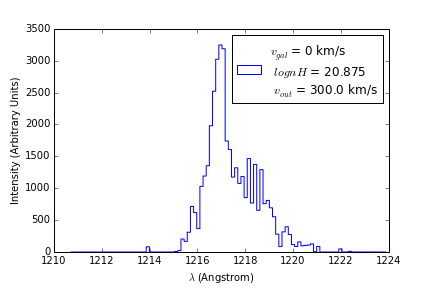 3500
3000
2500
2000
1500
1000
500
0
Intensity (Arbitrary Units)
v_gal = 0 km/s
lognH = 20.875
v_out = 300.0 km/s
1210 1212 1214 1216 1218 1220 1222 1224
λ (Angstrom)